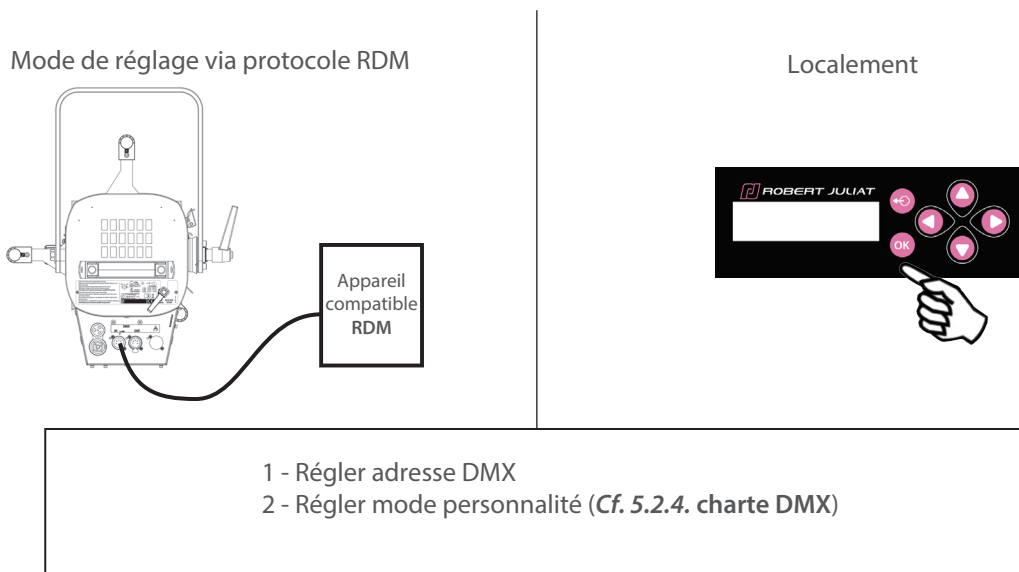 Mode de réglage via protocole RDM
Appareil
compatible
RDM
Localement
ROBERT JULIAT
OK
1 - Régler adresse DMX
2 - Régler mode personnalité (Cf. 5.2.4. charte DMX)